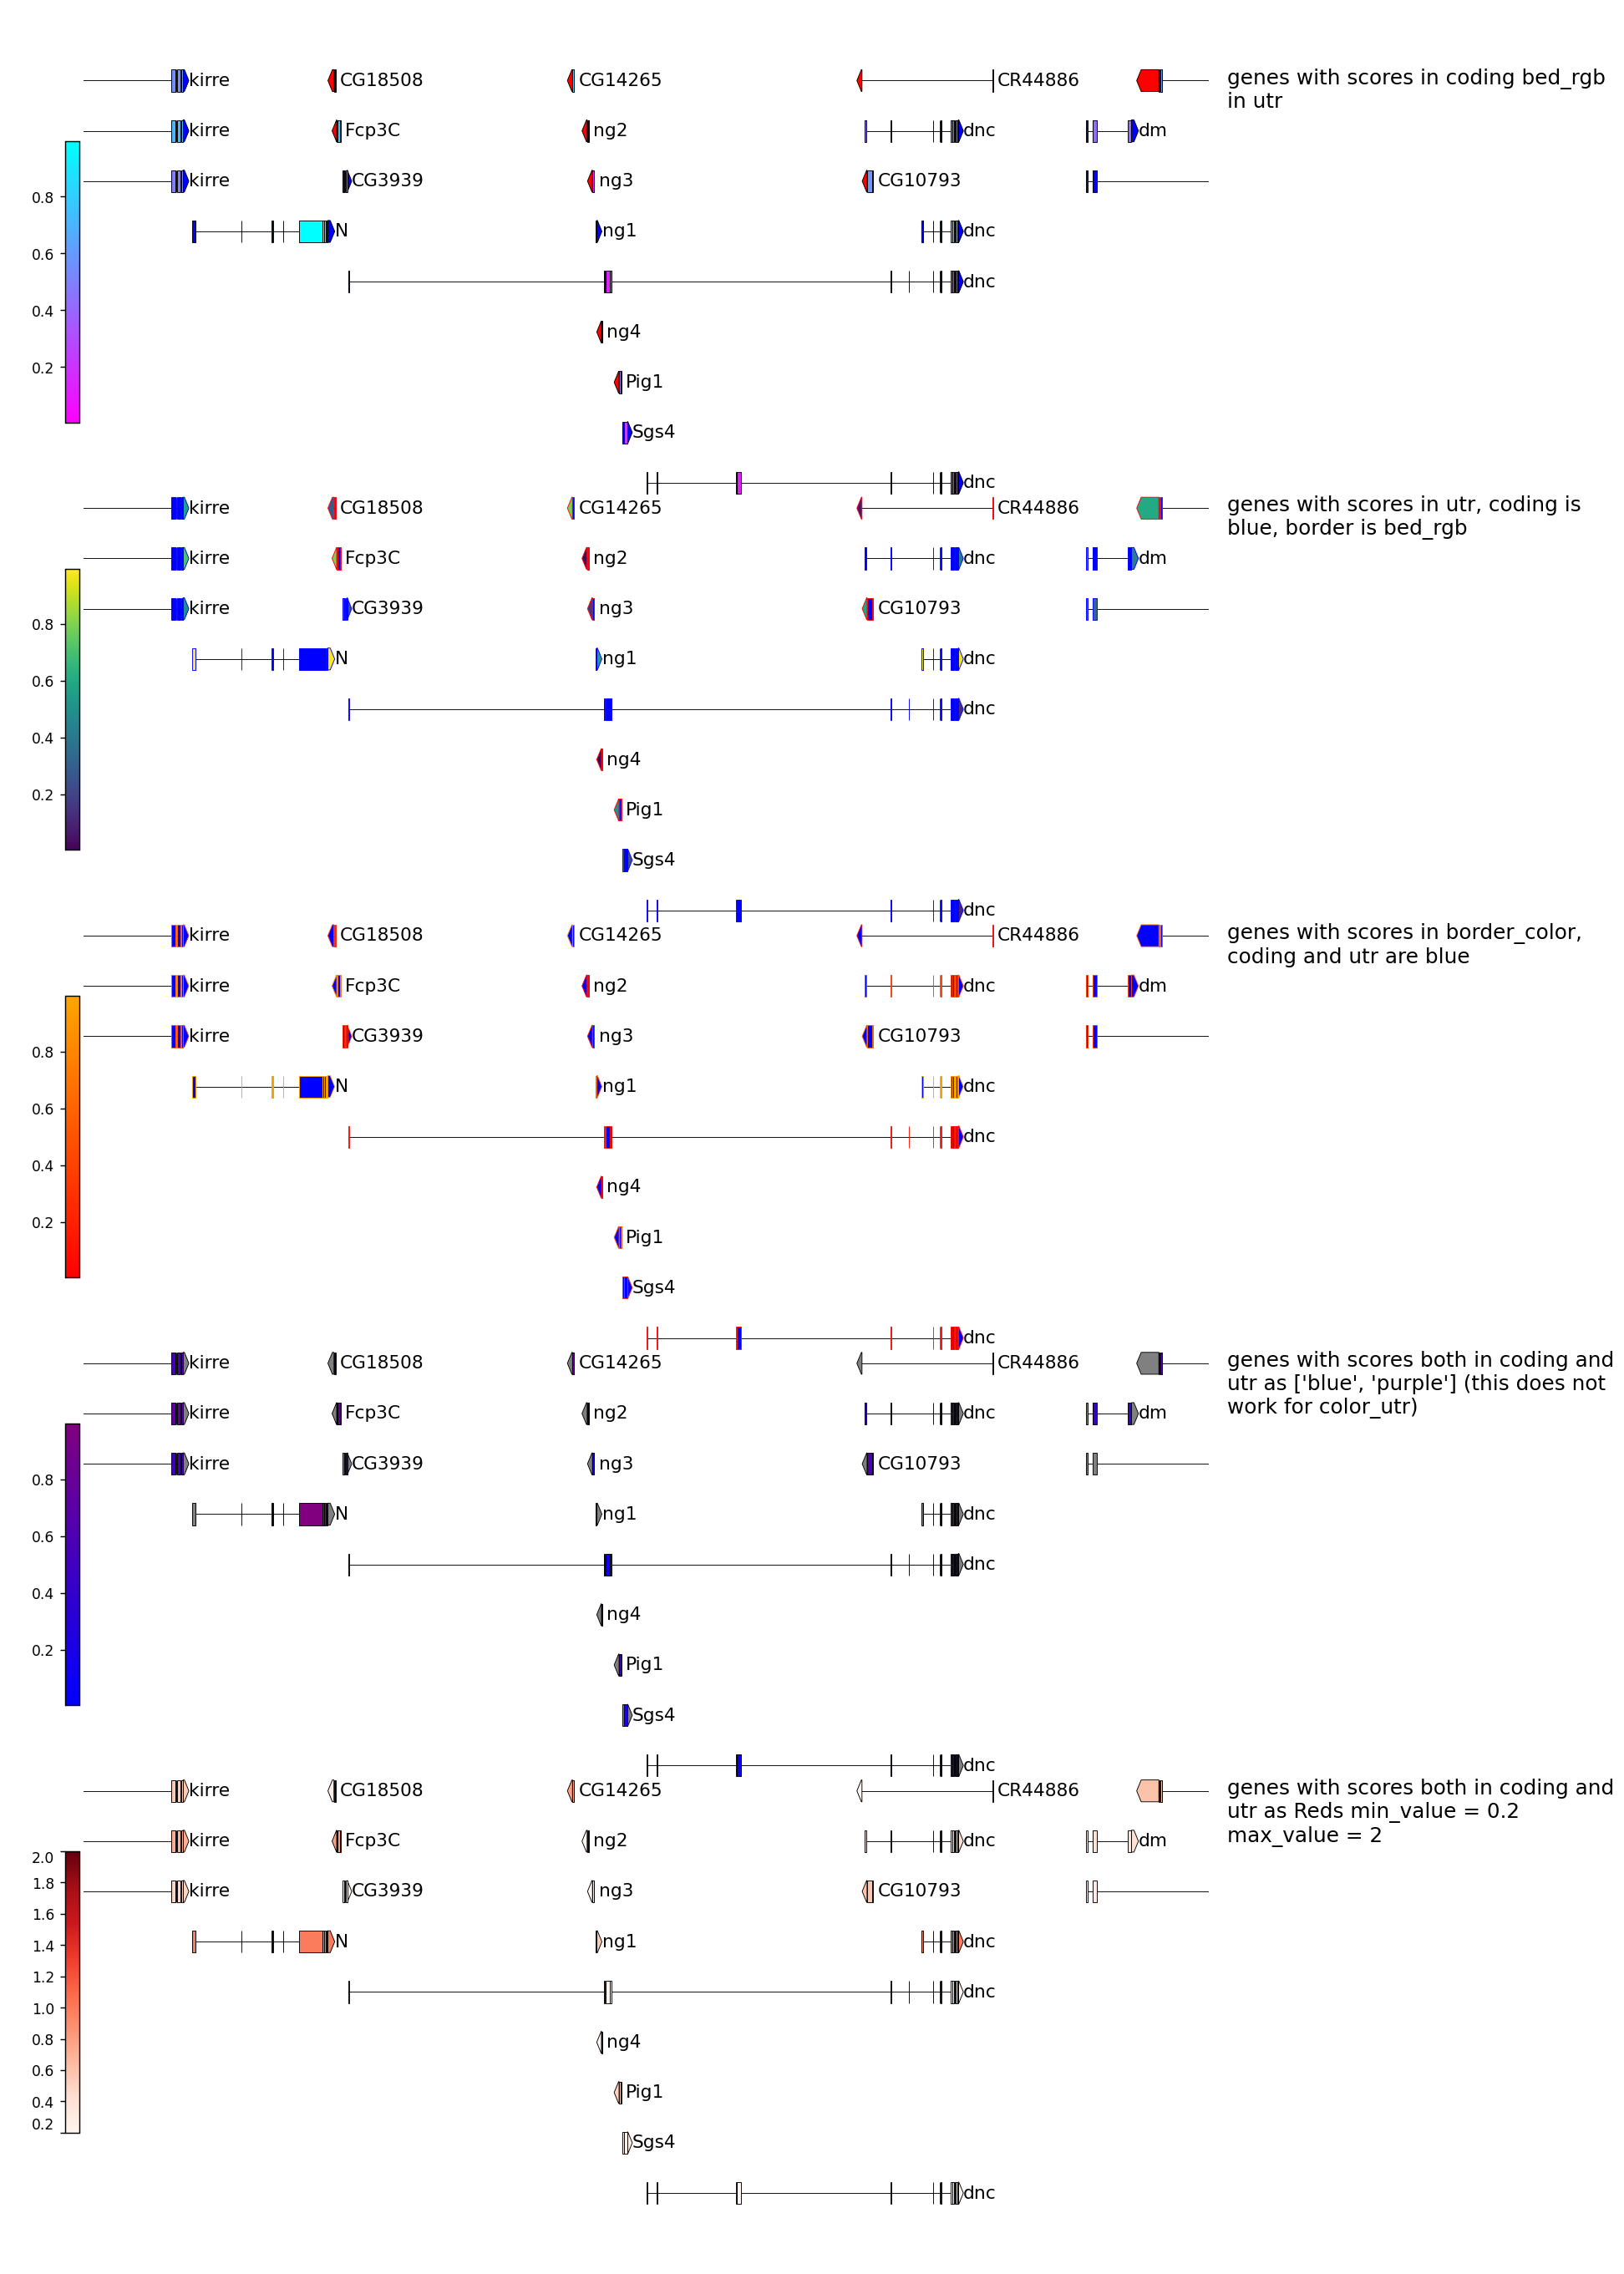 kirre CG18508 CG14265 CR44886 genes with scores in coding bed_rgb
in utr
kirre Fcp3C ng2 dnc dm
kirre CG3939 ng3 CG10793
0.8
N ng1 dnc
0.6
dnc
0.4
ng4
0.2
Pig1
Sgs4
dnc
kirre CG18508 CG14265 CR44886 genes with scores in utr, coding is
blue, border is bed_rgb
kirre Fcp3C ng2 dnc dm
kirre CG3939 ng3 CG10793
0.8
N ng1 dnc
0.6
dnc
0.4
ng4
0.2
Pig1
Sgs4
dnc
kirre CG18508 CG14265 CR44886 genes with scores in border_color,
coding and utr are blue
kirre Fcp3C ng2 dnc dm
kirre CG3939 ng3 CG10793
0.8
N ng1 dnc
0.6
dnc
0.4
ng4
0.2
Pig1
Sgs4
dnc
kirre CG18508 CG14265 CR44886 genes with scores both in coding and
utr as ['blue', 'purple'] (this does not
work for color_utr)
kirre Fcp3C ng2 dnc dm
kirre CG3939 ng3 CG10793
0.8
N ng1 dnc
0.6
dnc
0.4
ng4
0.2
Pig1
Sgs4
dnc
kirre CG18508 CG14265 CR44886 genes with scores both in coding and
utr as Reds min_value = 0.2
max_value = 2
kirre Fcp3C ng2 dnc dm
2.0
1.8
kirre CG3939 ng3 CG10793
1.6
1.4
N ng1 dnc
1.2
1.0
dnc
0.8
ng4
0.6
0.4
Pig1
0.2
Sgs4
dnc